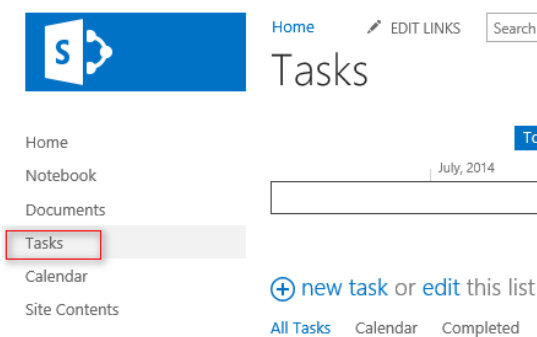 S
Home EDIT LINKS Search
Tasks
Home
Notebook
Documents
Tasks
Calendar
Site Contents
July, 2014
new task or edit this list
All Tasks Calendar Completed